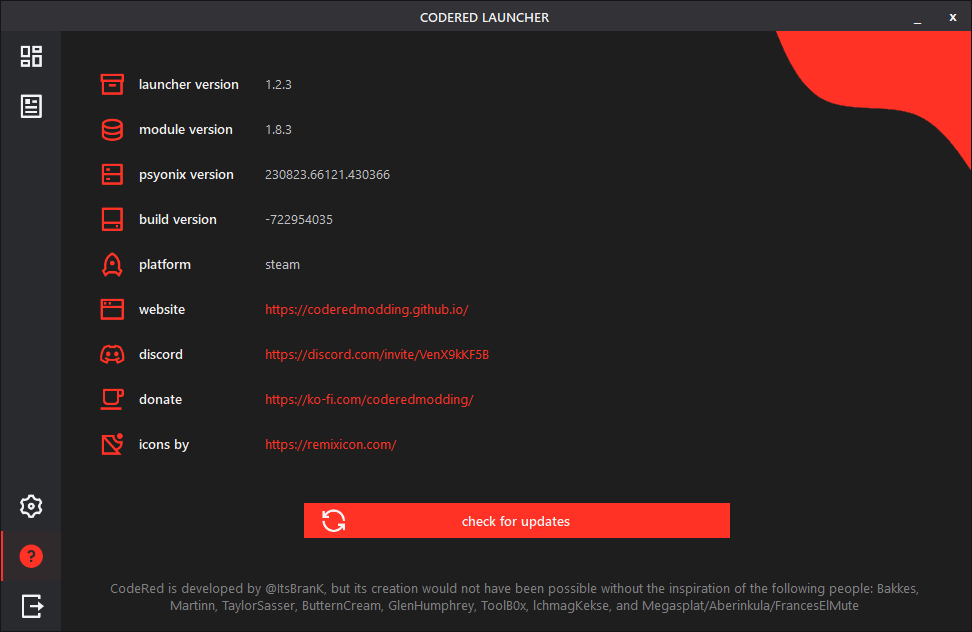 CODERED LAUNCHER
_ x
launcher version 1.2.3
module version 1.8.3
psyonix version 230823.66121.430366
build version -722954035
platform steam
website https://coderedmodding.github.io/
discord https://discord.com/invite/VenX9kKF5B
donate https://ko-fi.com/coderedmodding/
icons by https://remixicon.com/
check for updates
?
CodeRed is developed by @ItsBranK, but its creation would not have been possible without the inspiration of the following people: Bakkes,
Martinn, TaylorSasser, ButternCream, GlenHumphrey, ToolB0x, lchmagKekse, and Megasplat/Aberinkula/FrancesElMute